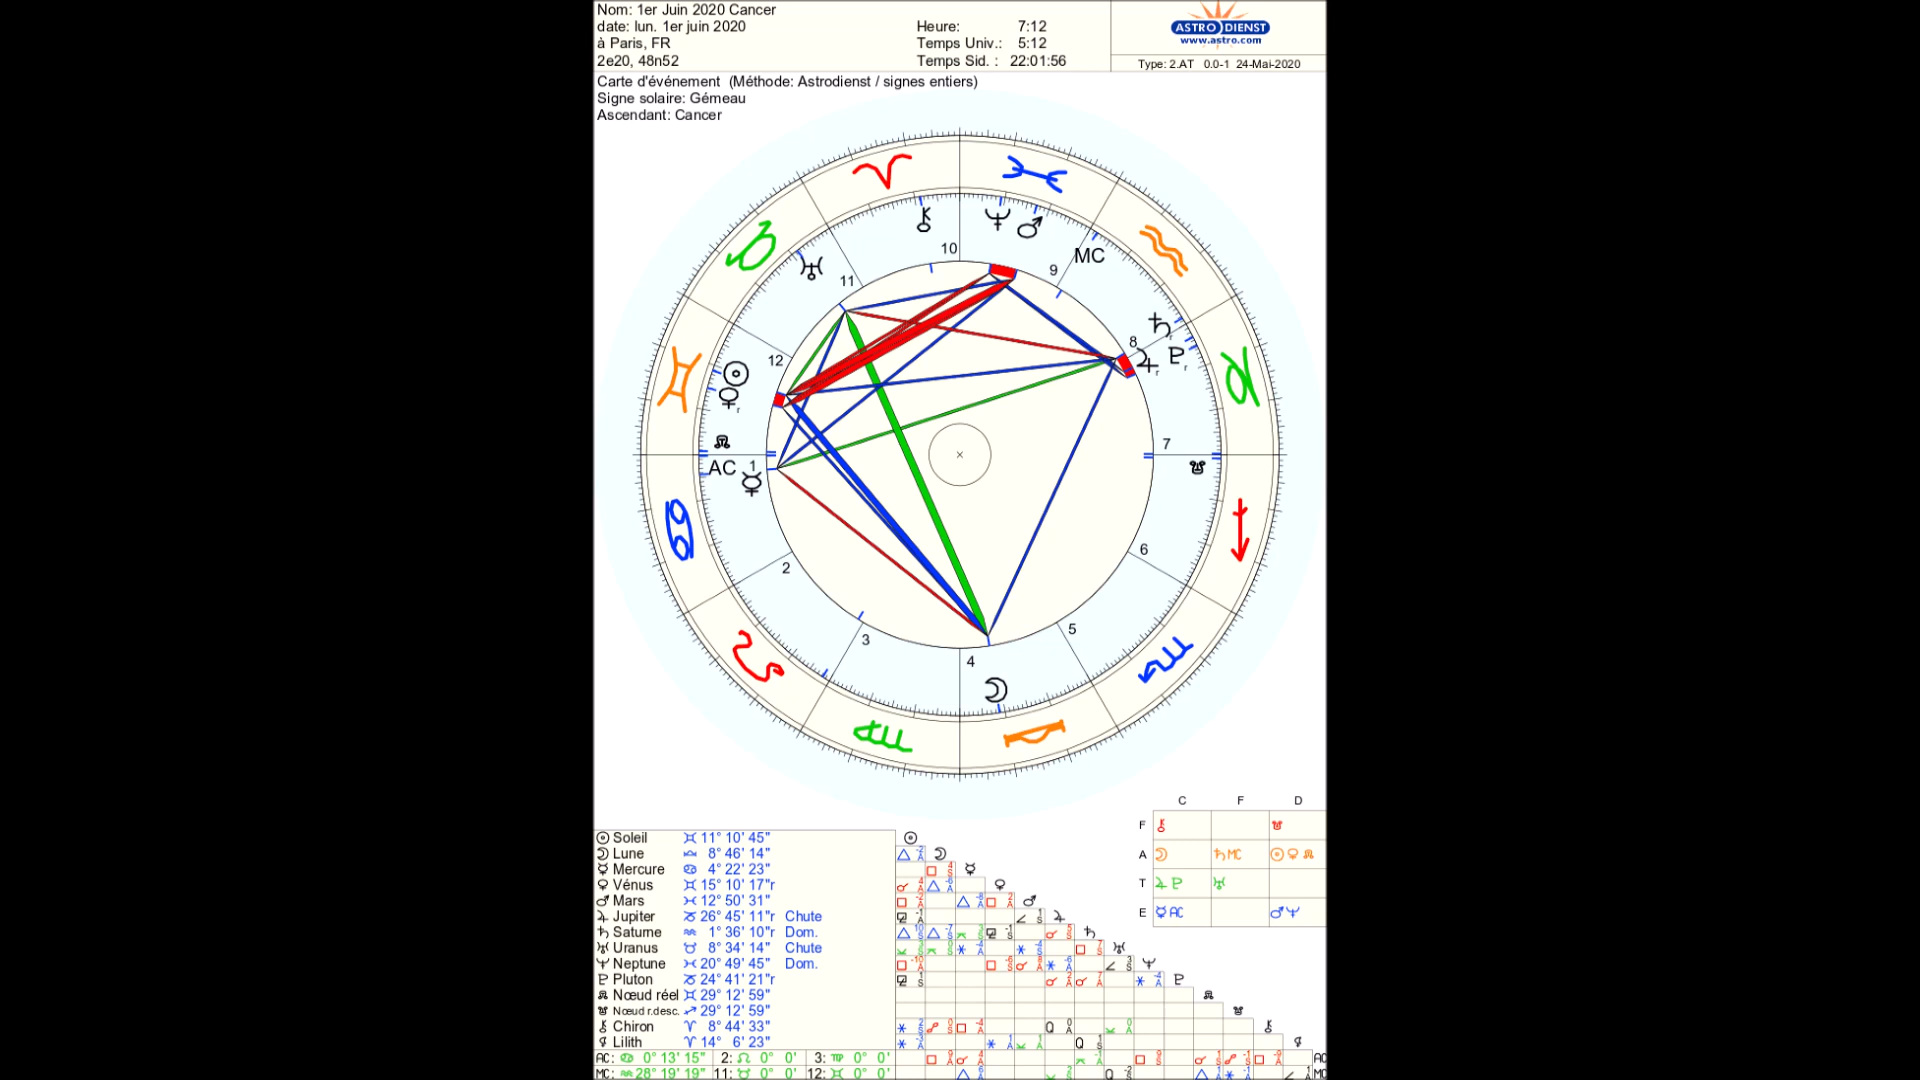 Nom: 1er Juin 2020 Cancer
date: lun. 1er juin 2020
à Paris, FR
2e20, 48n52
Heure: 7:12
Temps Univ.: 5:12
Temps Sid. : 22:01:56
ASTRO DIENST
www.astro.com
Type: 2.AT 0.0-1 24-Mai-2020
Carte d'événement (Méthode: Astrodienst / signes entiers)
Signe solaire: Gémeau
Ascendant: Cancer
10
MC
9
11
8
12
AC 1
7
2
6
3
5
4
C F D
F
A MC
T
E AC
Soleil 11° 10' 45"
Lune 8° 46' 14"
Mercure 4° 22' 23"
Vénus 15° 10' 17"r
Mars 12° 50' 31"
Jupiter 26° 45' 11"r Chute
Saturne 1° 36' 10"r Dom.
Uranus 8° 34' 14" Chute
Neptune 20° 49' 45" Dom.
Pluton 24° 41' 21"r
Nœud réel 29° 12' 59"
Nœud r.desc. 29° 12' 59"
Chiron 8° 44' 33"
Lilith 14° 6' 23"
AC: 0° 13' 15" 2: 0° 0' 3: 0° 0'
MC: 28° 19' 19" 11: 0° 0' 12: 0° 0'